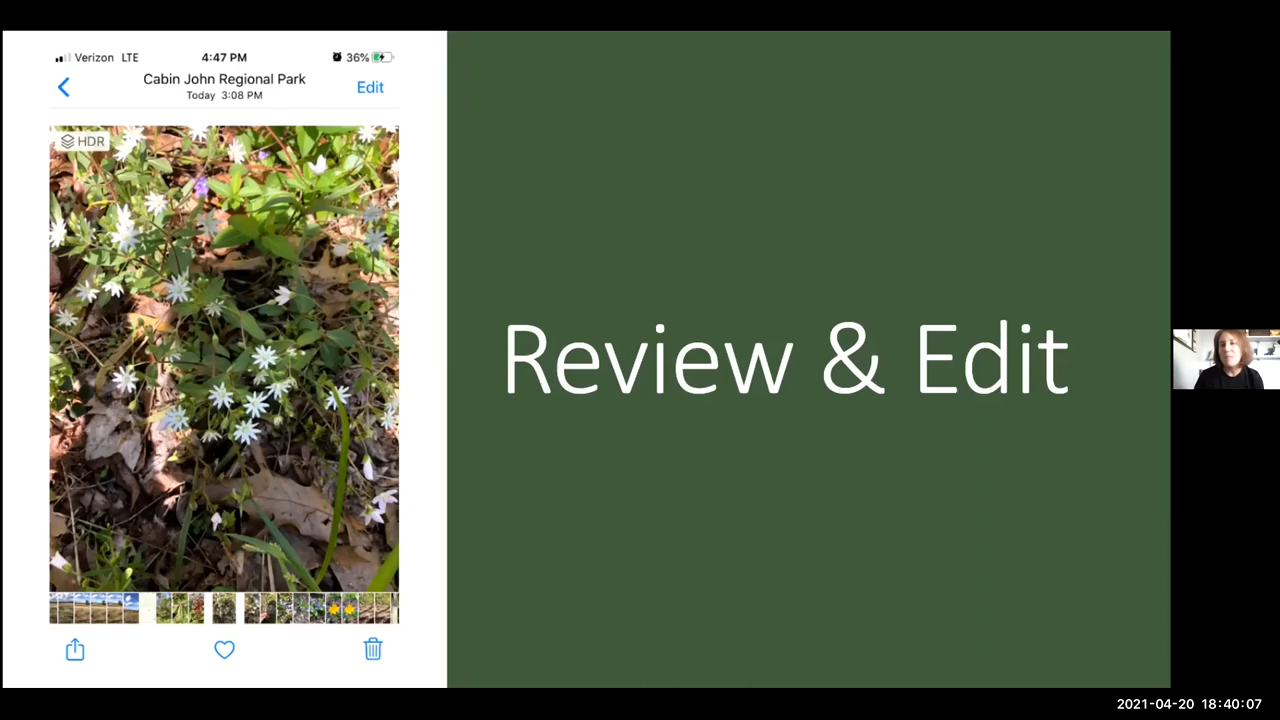 Verizon LTE 4:47 PM 36%
Cabin John Regional Park
Today 3:08 PM
Edit
HDR
Review & Edit
2021-04-20 18:40:07